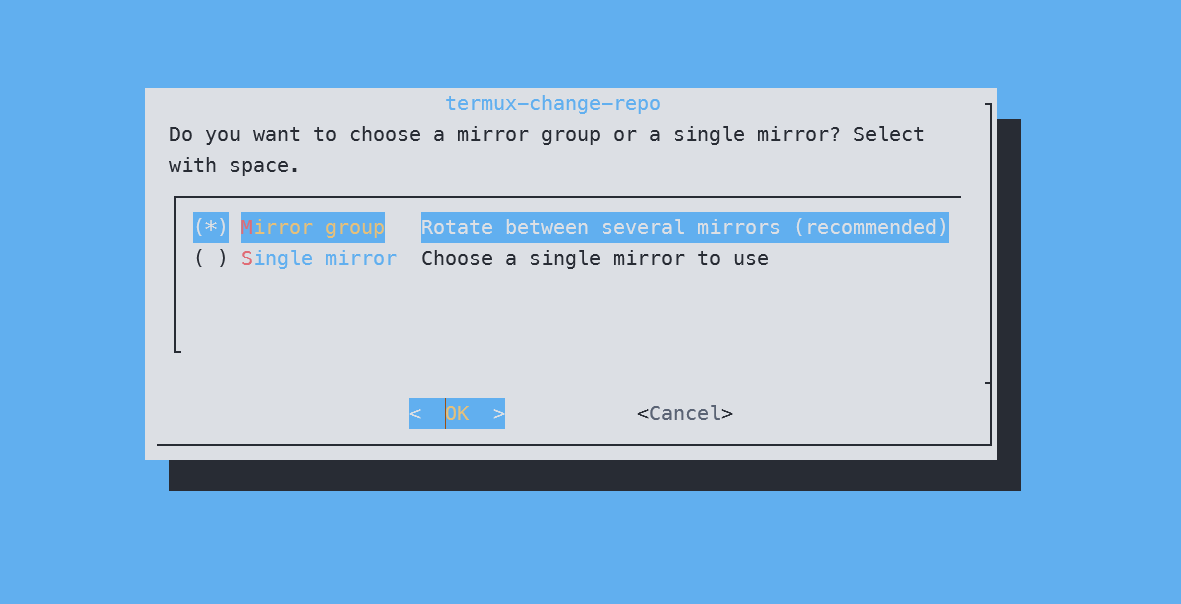 termux-change-repo
Do you want to choose a mirror group or a single mirror? Select
with space.
(*) Mirror group   Rotate between several mirrors (recommended)
( ) Single mirror  Choose a single mirror to use
<  OK  >           <Cancel>